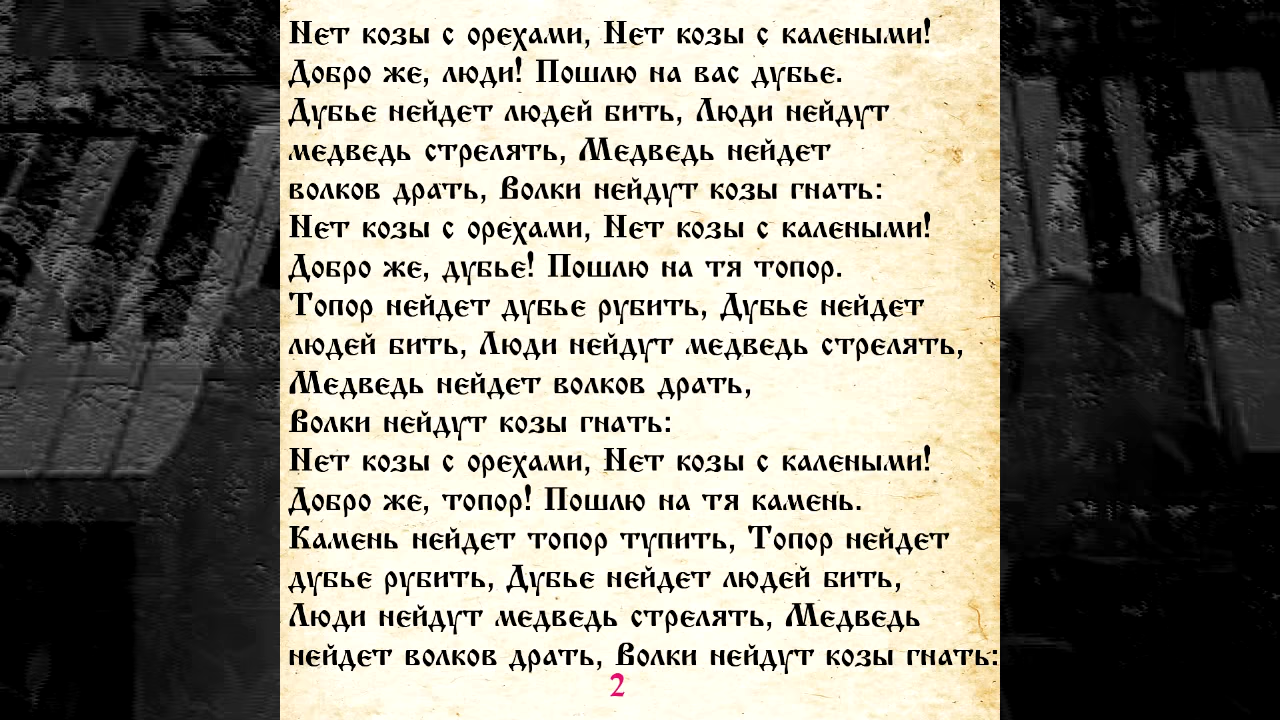 Нет козы с орехами, Нет козы с калеными!
Добро же, люди! Пошлю на вас дубье.
Дубье нейдет людей бить, Люди нейдут
медведь стрелять, Медведь нейдет
волков драть, Волки нейдут козы гнать:
Нет козы с орехами, Нет козы с калеными!
Добро же, дубье! Пошлю на тя топор.
Топор нейдет дубье рубить, Дубье нейдет
людей бить, Люди нейдут медведь стрелять,
Медведь нейдет волков драть,
Волки нейдут козы гнать:
Нет козы с орехами, Нет козы с калеными!
Добро же, топор! Пошлю на тя камень.
Камень нейдет топор тупить, Топор нейдет
дубье рубить, Дубье нейдет людей бить,
Люди нейдут медведь стрелять, Медведь
нейдет волков драть, Волки нейдут козы гнать:
2